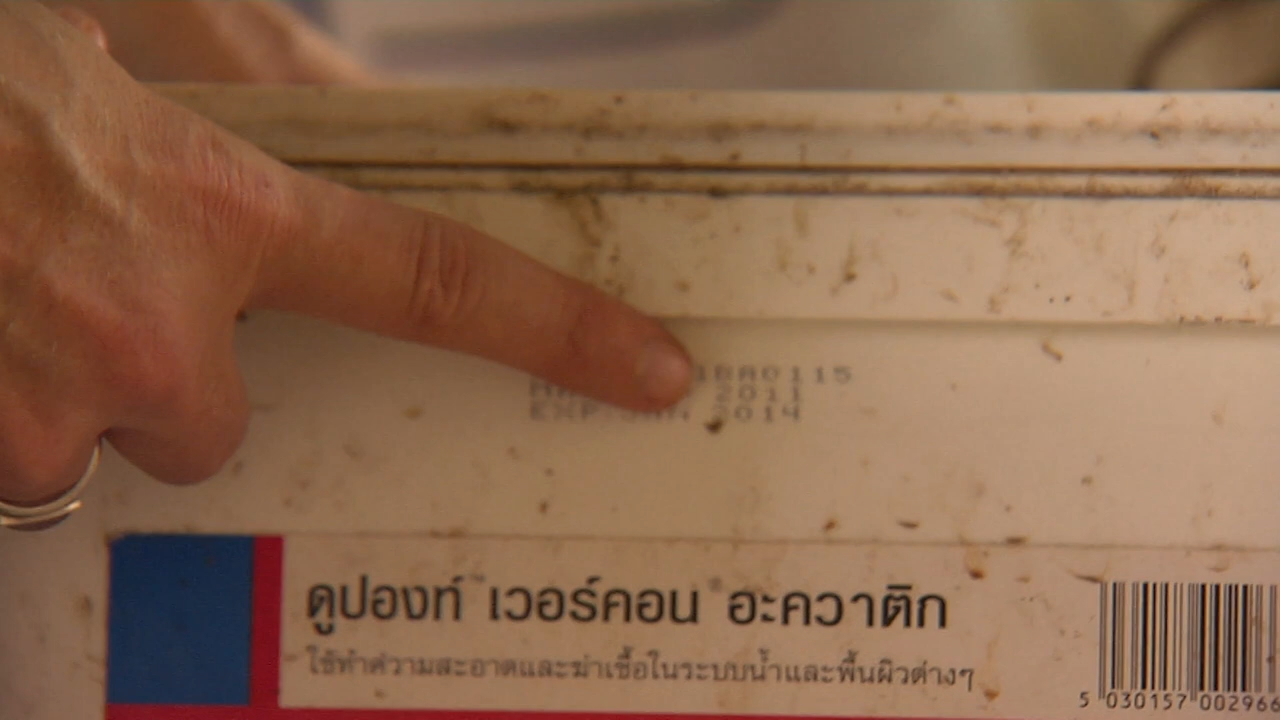 1BA0115
2011
EXP 2014
ดูปองท์™ เวอร์คอน® อะควาติก
ใช้ทำความสะอาดและฆ่าเชื้อในระบบน้ำและพื้นผิวต่างๆ
5 030157 002966